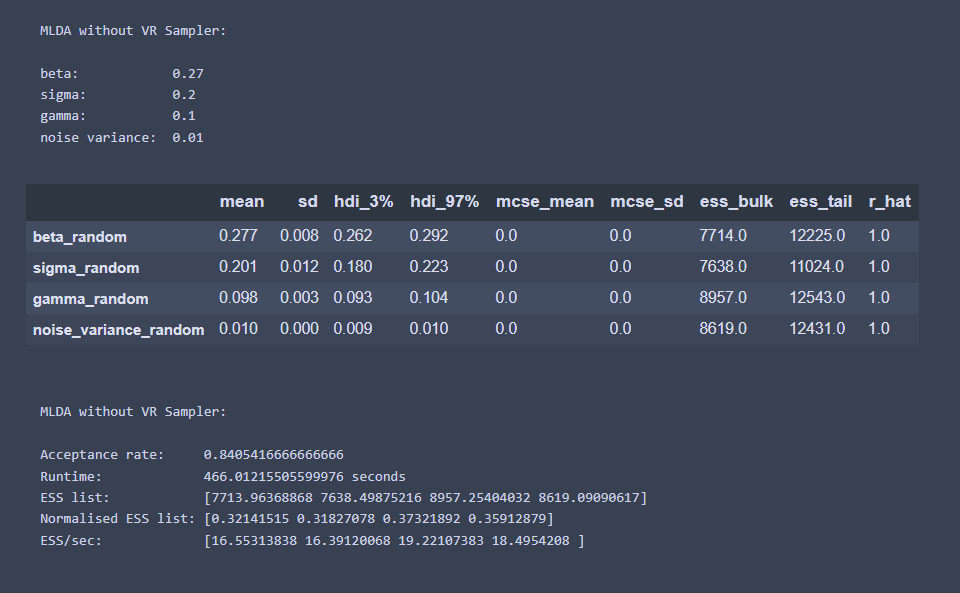 MLDA without VR Sampler:
beta: 0.27
sigma: 0.2
gamma: 0.1
noise variance: 0.01
mean sd hdi_3% hdi_97% mcse_mean mcse_sd ess_bulk ess_tail r_hat
beta_random 0.277 0.008 0.262 0.292 0.0 0.0 7714.0 12225.0 1.0
sigma_random 0.201 0.012 0.180 0.223 0.0 0.0 7638.0 11024.0 1.0
gamma_random 0.098 0.003 0.093 0.104 0.0 0.0 8957.0 12543.0 1.0
noise_variance_random 0.010 0.000 0.009 0.010 0.0 0.0 8619.0 12431.0 1.0
MLDA without VR Sampler:
Acceptance rate: 0.8405416666666666
Runtime: 466.01215505599976 seconds
ESS list: [7713.96368868 7638.49875216 8957.25404032 8619.09090617]
Normalised ESS list: [0.32141515 0.31827078 0.37321892 0.35912879]
ESS/sec: [16.55313838 16.39120068 19.22107383 18.4954208 ]